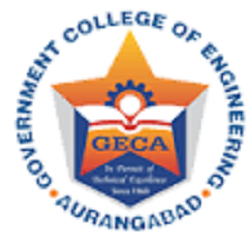 GOVERNMENT COLLEGE OF ENGINEERING
GECA
In Pursuit of
Technical Excellence
Since 1960
AURANGABAD